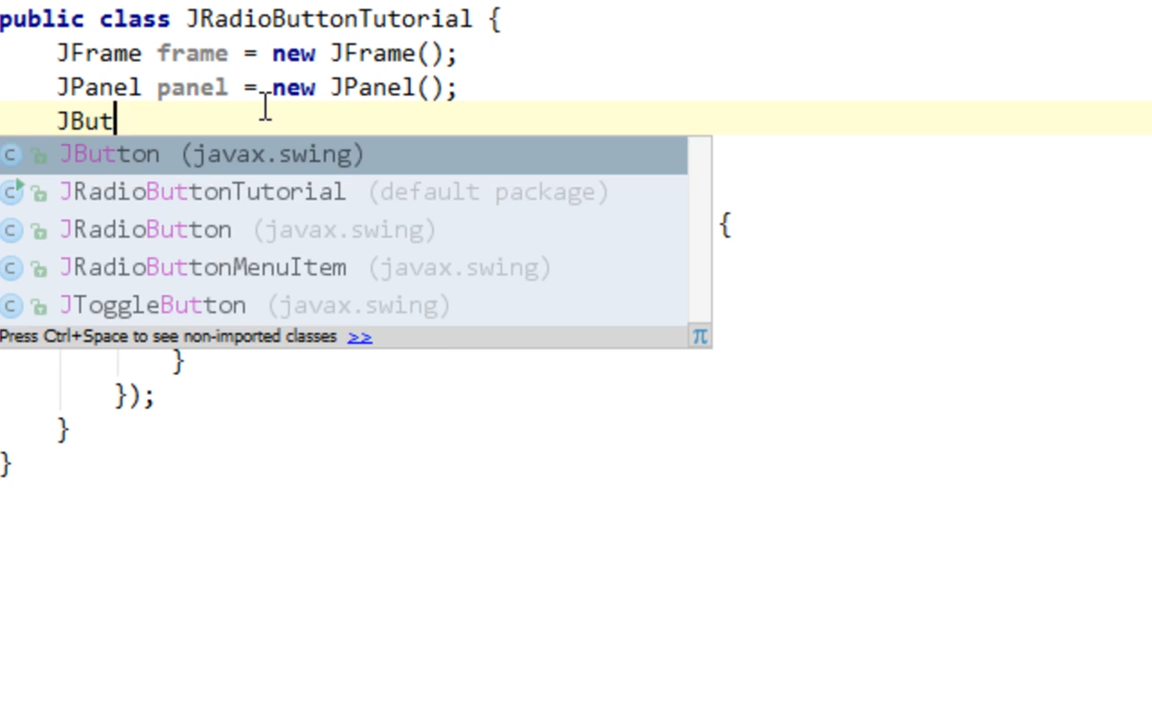 public class JRadioButtonTutorial {
JFrame frame = new JFrame();
JPanel panel = new JPanel();
JBut
JButton (javax.swing)
JRadioButtonTutorial (default package)
JRadioButton (javax.swing)
{
JRadioButtonMenuItem (javax.swing)
JToggleButton (javax.swing)
Press Ctrl+Space to see non-imported classes >> π
}
});
}
}